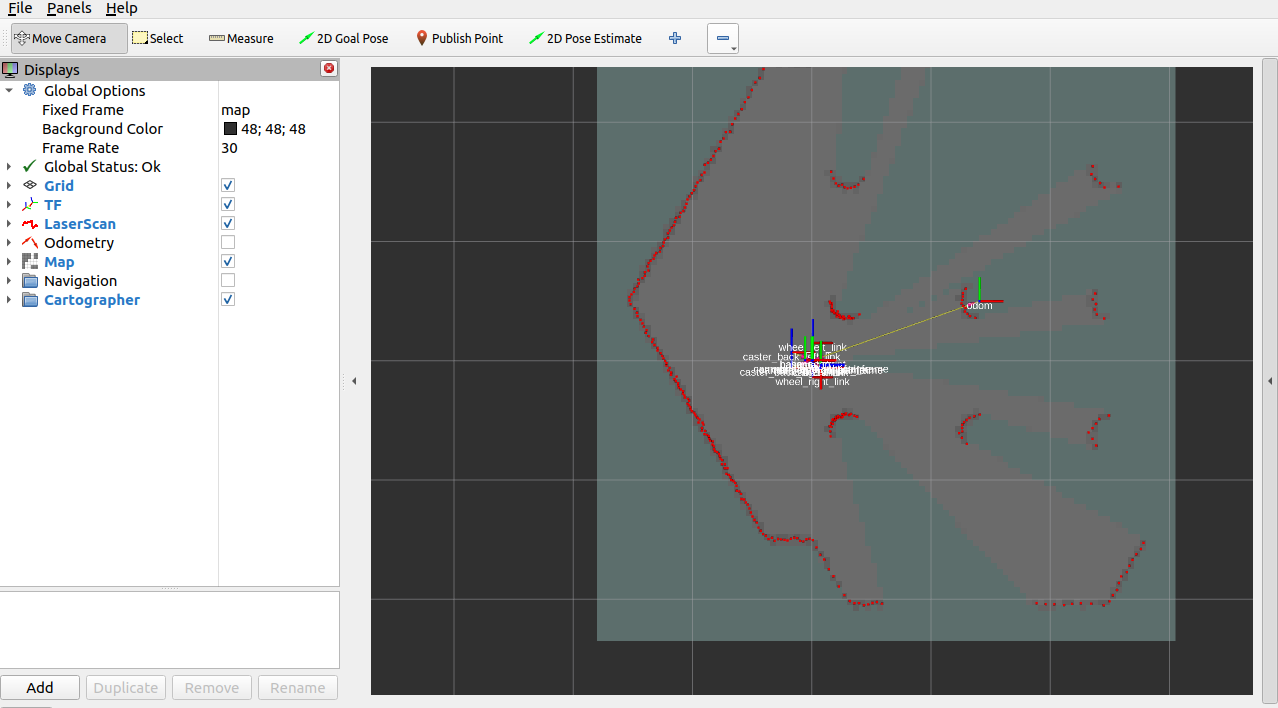 File Panels Help
Move Camera Select Measure 2D Goal Pose Publish Point 2D Pose Estimate
Displays
Global Options
Fixed Frame map
Background Color 48; 48; 48
Frame Rate 30
Global Status: Ok
Grid
TF
LaserScan
Odometry
Map
Navigation
Cartographer
Add Duplicate Remove Rename
odom
wheel_left_link
wheel_right_link